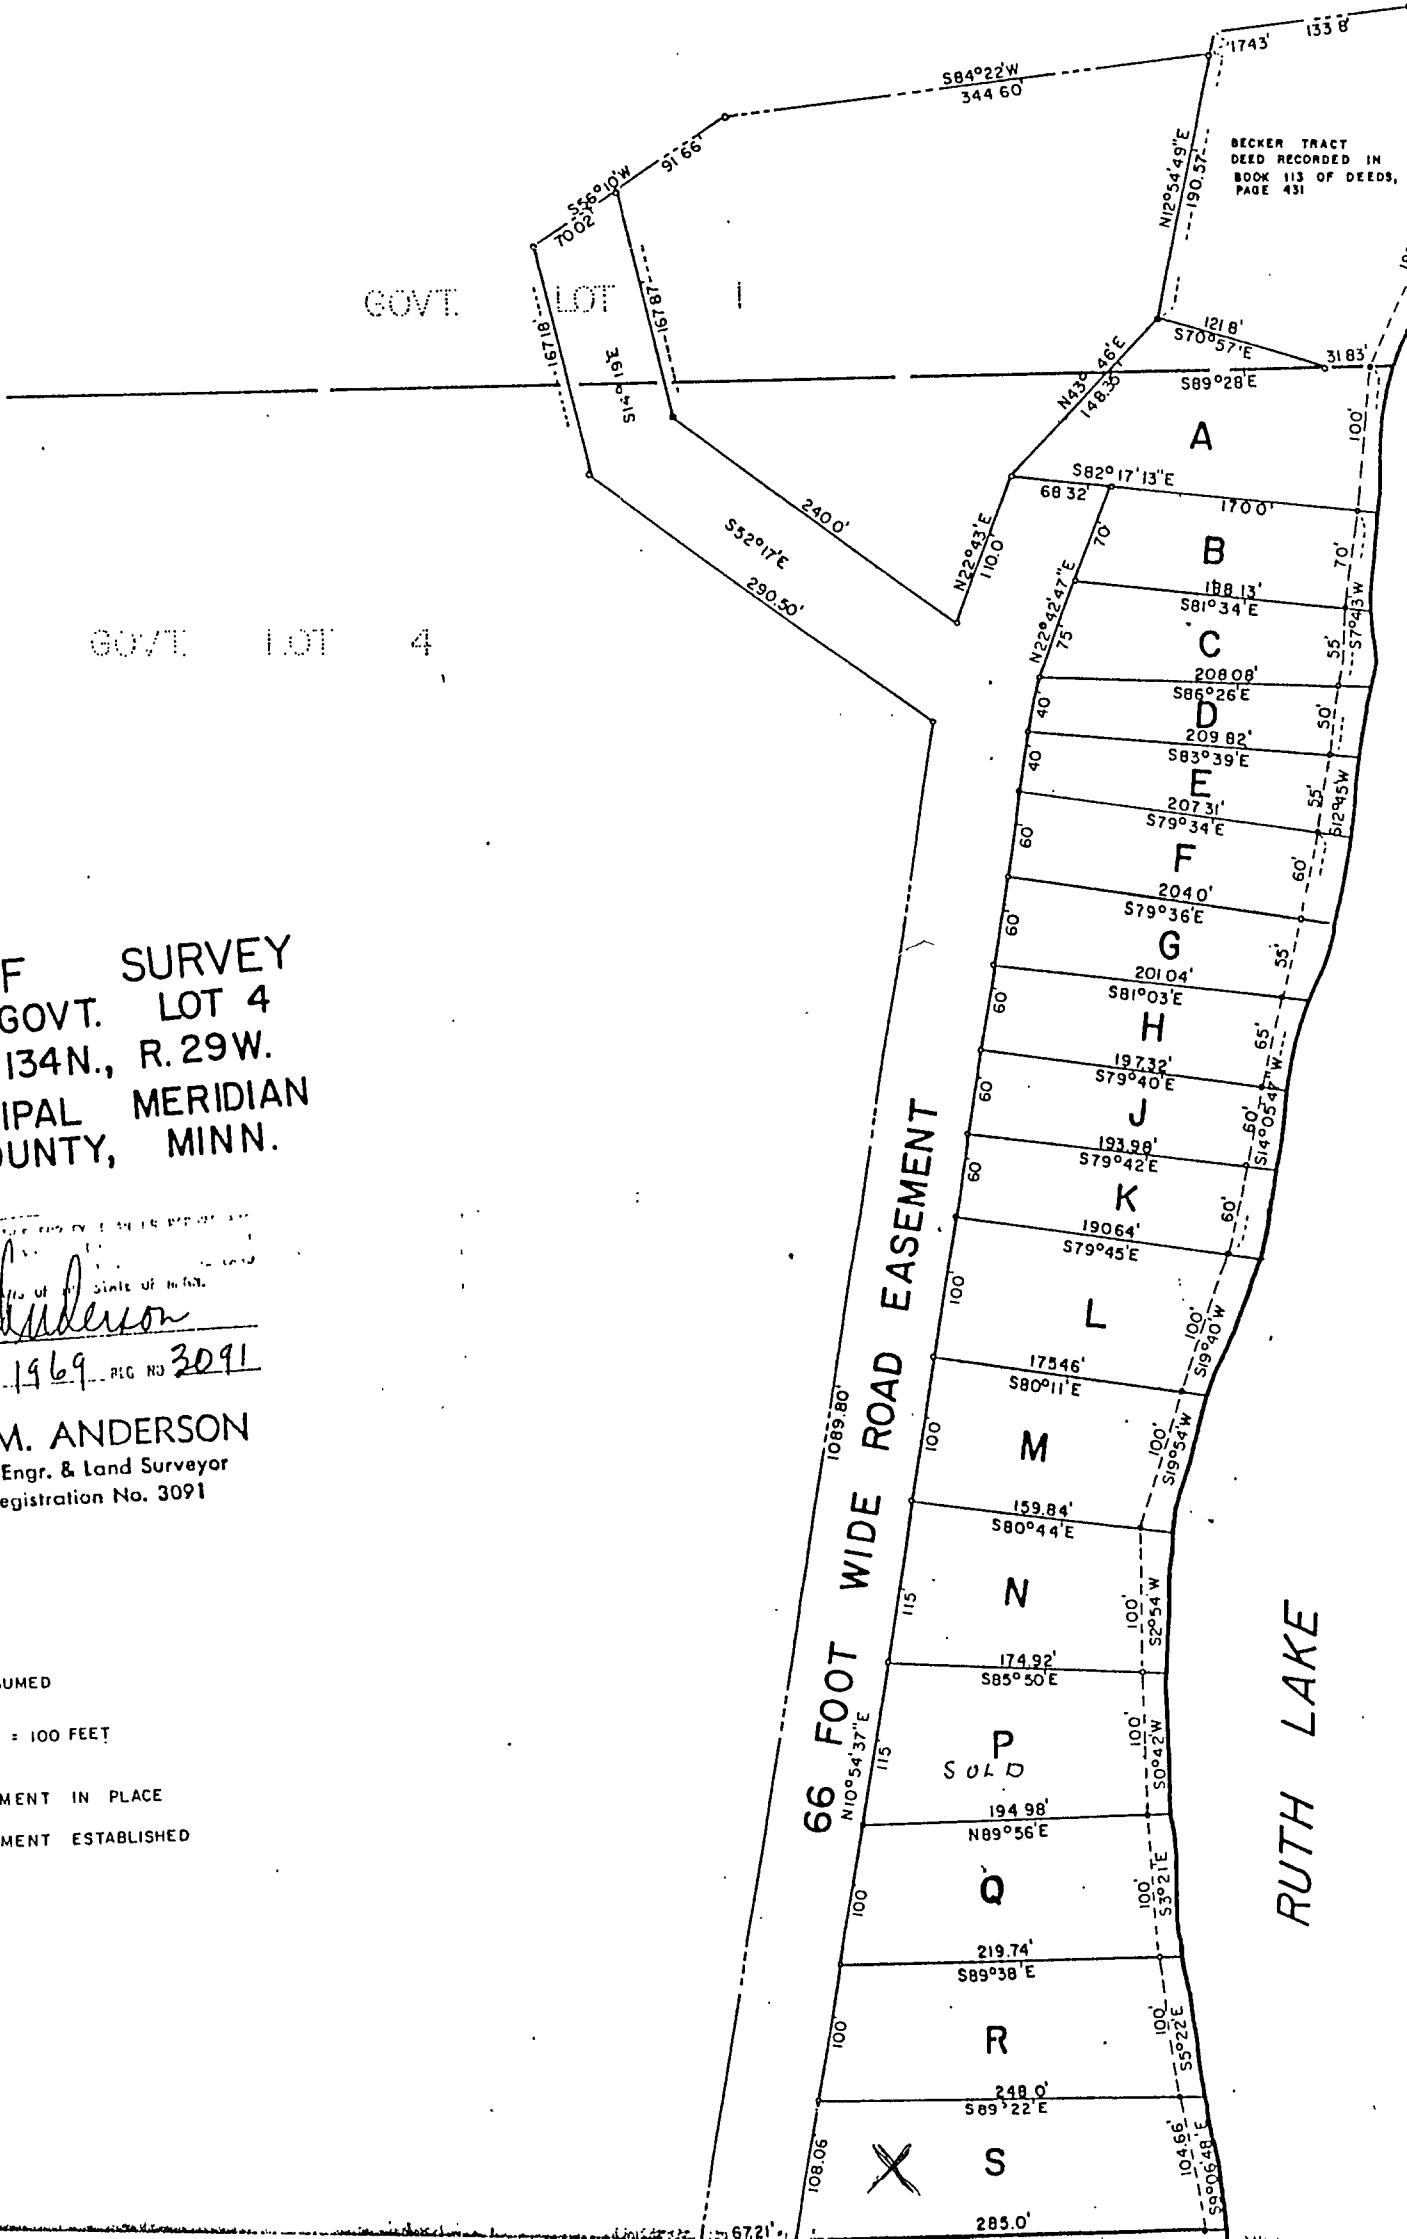 133 8'
1743'
S84°22'W
344 60'
91 66'
S56°10'W
70 02'
N12°54'49"E
190.57
BECKER TRACT
DEED RECORDED IN
BOOK 113 OF DEEDS,
PAGE 431
GOVT. LOT 1
167.18'
167.87
S14°19'E
121 8'
S70°57'E
31 83'
S89°28'E
148.35'
A
100'
S82°17'13"E
68 32'
170 0'
240 0'
S52°17'E
290.50'
N22°43'E
110.0'
70'
B
70'
188 13'
S81°34'E
S7°43'W
N22°42'47"E
75'
C
55'
GOVT. LOT 4
208 08'
S86°26'E
40'
D
50'
209 82'
S83°39'E
40'
E
55'
S12°45'W
207 31'
S79°34'E
60'
F
60'
204 0'
S79°36'E
60'
G
55'
201 04'
S81°03'E
60'
H
65'
197.32'
S79°40'E
60'
J
60'
S14°05'47"W
193.98'
S79°42'E
60'
K
60'
190 64'
S79°45'E
100'
L
100'
S19°40'W
175 46'
S80°11'E
100'
M
100'
S19°54'W
159.84'
S80°44'E
115'
N
100'
S2°54'W
174.92'
S85°50'E
115'
P
SOLD
100'
S0°42'W
194 98'
N89°56'E
100'
Q
100'
S3°21'E
219.74'
S89°38'E
100'
R
100'
S5°22'E
248 0'
S89°22'E
108.06'
X
S
104.66'
S9°06'48"E
285.0'
67.21'
1089.80'
66 FOOT WIDE ROAD EASEMENT
N10°54'37"E
RUTH LAKE
F SURVEY
GOVT. LOT 4
134N., R. 29W.
IPAL MERIDIAN
OUNTY, MINN.
State of Minn.
Anderson
1969 REG NO 3091
M. ANDERSON
Engr. & Land Surveyor
egistration No. 3091
UMED
= 100 FEET
MENT IN PLACE
MENT ESTABLISHED